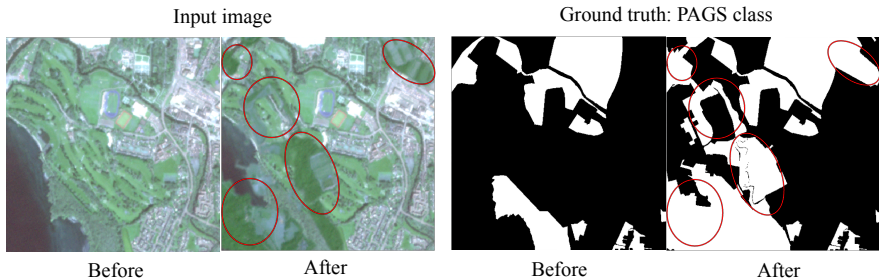 Input image
Ground truth: PAGS class
Before
After
Before
After